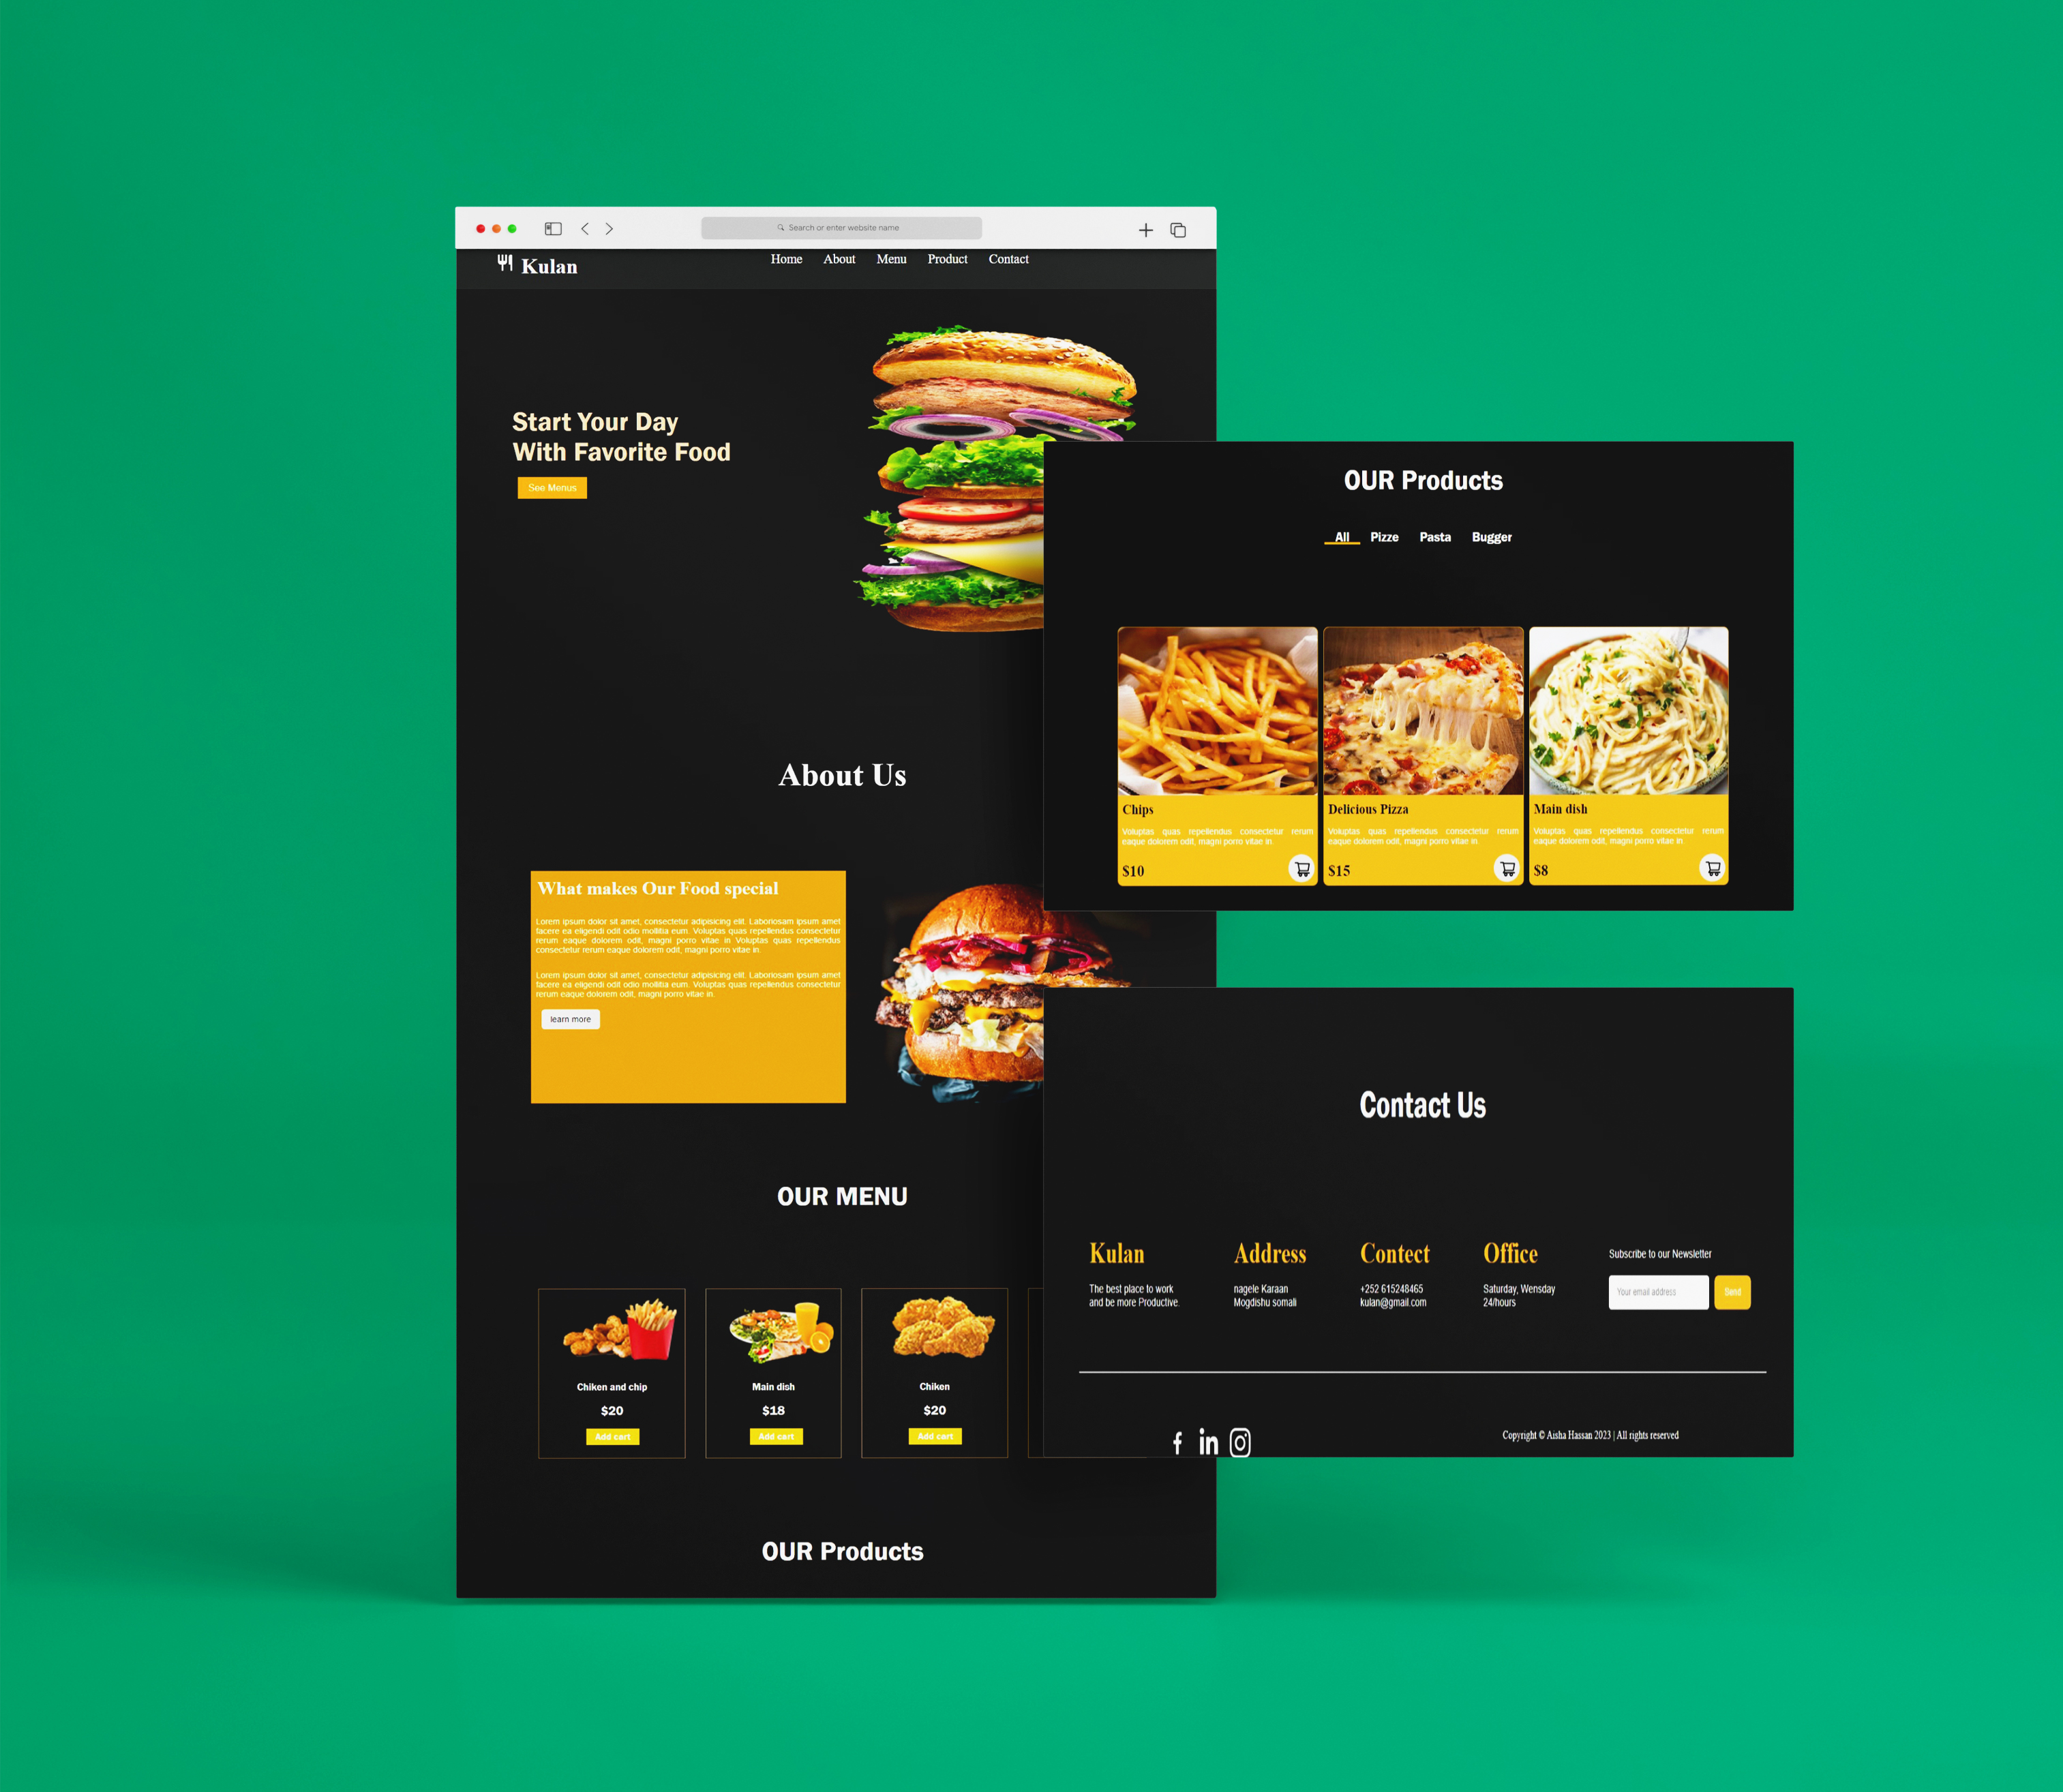 Search or enter website name
Kulan
Home About Menu Product Contact
Start Your Day
With Favorite Food
See Menus
About Us
What makes Our Food special
Lorem ipsum dolor sit amet, consectetur adipisicing elit. Laboriosam ipsum amet
facere ea eligendi odit odio mollitia eum. Voluptas quas repellendus consectetur
rerum eaque dolorem odit, magni porro vitae in Voluptas quas repellendus
consectetur rerum eaque dolorem odit, magni porro vitae in.
Lorem ipsum dolor sit amet, consectetur adipisicing elit. Laboriosam ipsum amet
facere ea eligendi odit odio mollitia eum. Voluptas quas repellendus consectetur
rerum eaque dolorem odit, magni porro vitae in.
learn more
OUR MENU
Chiken and chip
$20
Add cart
Main dish
$18
Add cart
Chiken
$20
Add cart
OUR Products
OUR Products
All Pizze Pasta Bugger
Chips
Voluptas quas repellendus consectetur rerum
eaque dolorem odit, magni porro vitae in.
$10
Delicious Pizza
Voluptas quas repellendus consectetur rerum
eaque dolorem odit, magni porro vitae in.
$15
Main dish
Voluptas quas repellendus consectetur rerum
eaque dolorem odit, magni porro vitae in.
$8
Contact Us
Kulan
The best place to work
and be more Productive.
Address
nagele Karaan
Mogdishu somali
Contect
+252 615248465
kulan@gmail.com
Office
Saturday, Wensday
24/hours
Subscribe to our Newsletter
Your email address
Send
Copyright © Aisha Hassan 2023 | All rights reserved